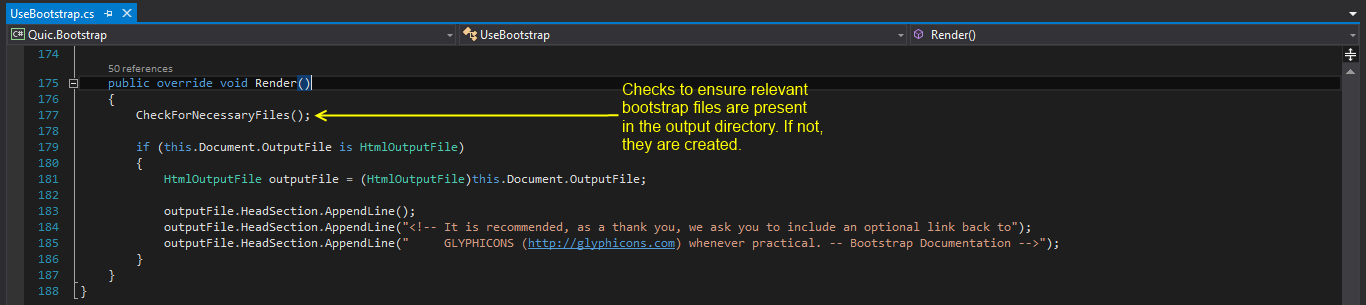 UseBootstrap.cs
C# Quic.Bootstrap UseBootstrap Render()
174
50 references
175 public override void Render()
176 {
177 CheckForNecessaryFiles();
Checks to ensure relevant
bootstrap files are present
in the output directory. If not,
they are created.
178
179 if (this.Document.OutputFile is HtmlOutputFile)
180 {
181 HtmlOutputFile outputFile = (HtmlOutputFile)this.Document.OutputFile;
182
183 outputFile.HeadSection.AppendLine();
184 outputFile.HeadSection.AppendLine("<!-- It is recommended, as a thank you, we ask you to include an optional link back to");
185 outputFile.HeadSection.AppendLine(" GLYPHICONS (http://glyphicons.com) whenever practical. -- Bootstrap Documentation -->");
186 }
187 }
188 }